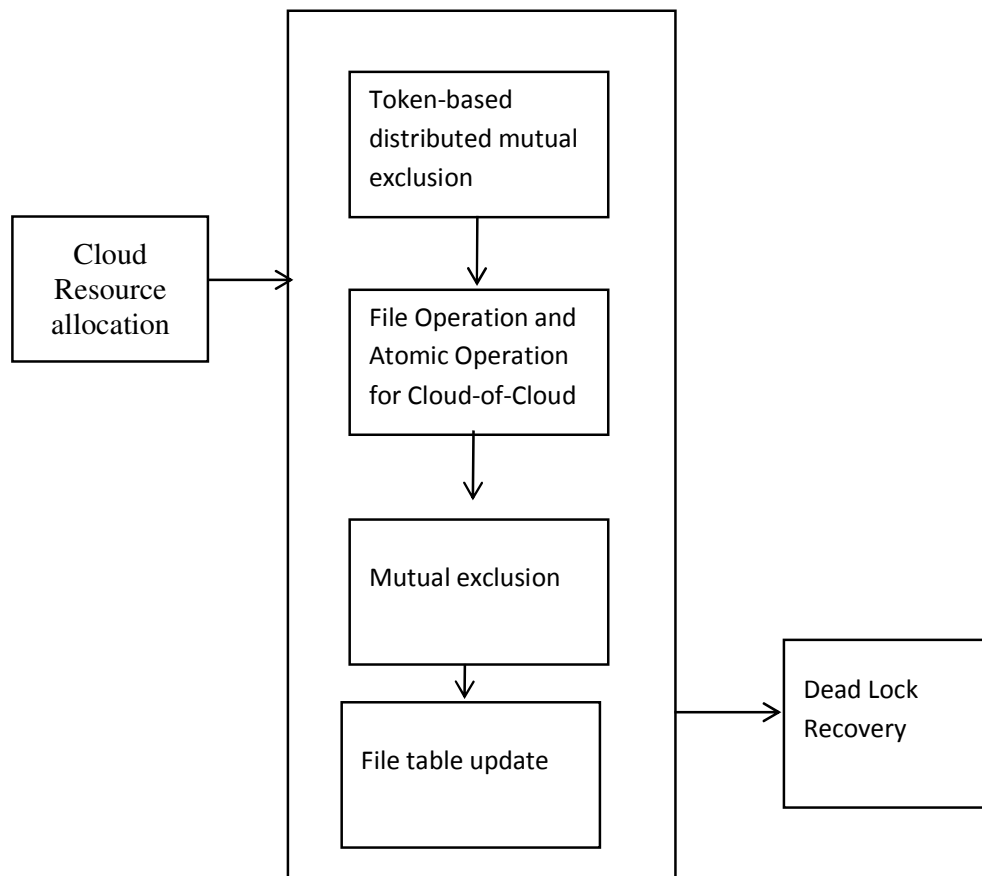 Token-based
distributed mutual
exclusion
Cloud
Resource
allocation
File Operation and
Atomic Operation
for Cloud-of-Cloud
Mutual exclusion
File table update
Dead Lock
Recovery